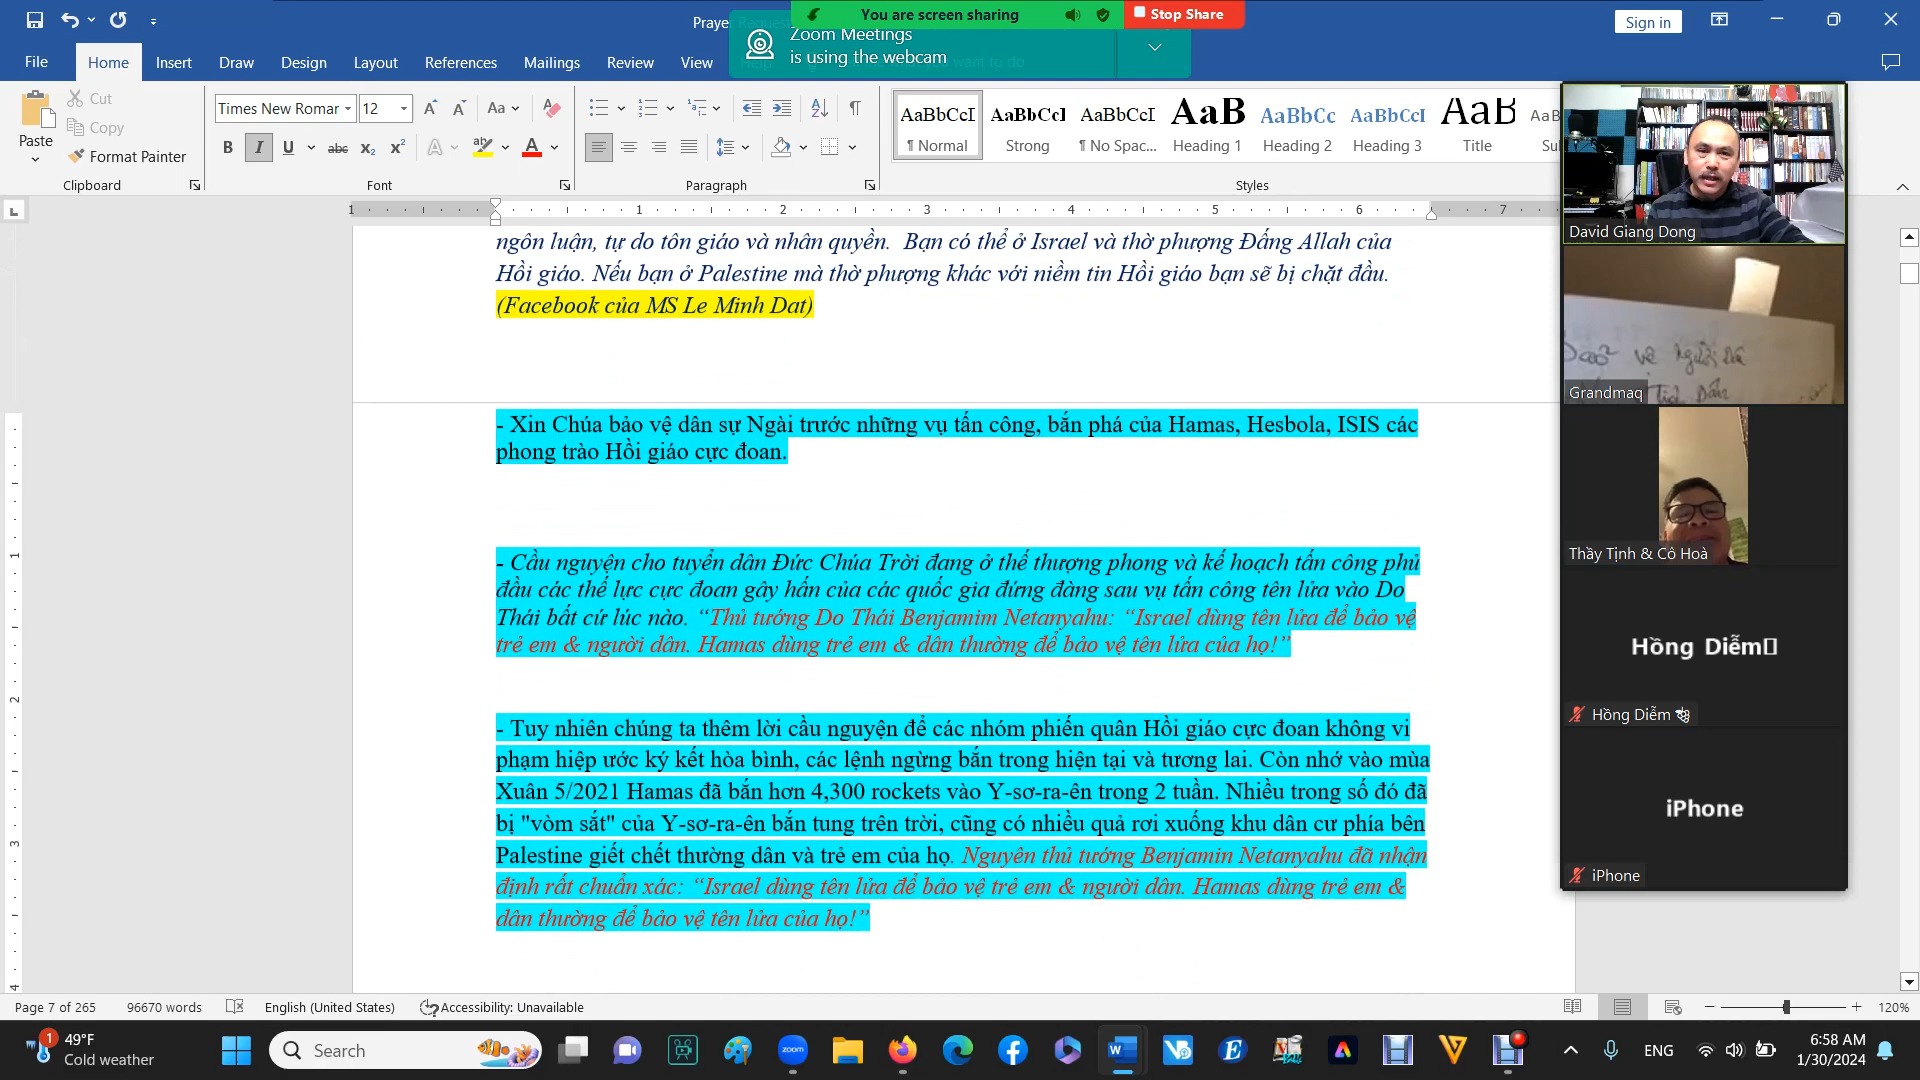 Praye
You are screen sharing
Stop Share
Zoom Meetings
is using the webcam
Sign in
File
Home
Insert
Draw
Design
Layout
References
Mailings
Review
View
Paste
Cut
Copy
Format Painter
Clipboard
Times New Romar
12
Font
Paragraph
AaBbCcI
¶ Normal
AaBbCcI
Strong
AaBbCcI
¶ No Spac...
AaB
Heading 1
AaBbCc
Heading 2
AaBbCcI
Heading 3
AaB
Title
Styles
1 1 2 3 4 5 6 7
ngôn luận, tự do tôn giáo và nhân quyền. Bạn có thể ở Israel và thờ phượng Đấng Allah của
Hồi giáo. Nếu bạn ở Palestine mà thờ phượng khác với niềm tin Hồi giáo bạn sẽ bị chặt đầu.
(Facebook của MS Le Minh Dat)
- Xin Chúa bảo vệ dân sự Ngài trước những vụ tấn công, bắn phá của Hamas, Hesbola, ISIS các
phong trào Hồi giáo cực đoan.
- Cầu nguyện cho tuyển dân Đức Chúa Trời đang ở thế thượng phong và kế hoạch tấn công phủ
đầu các thế lực cực đoan gây hấn của các quốc gia đứng đàng sau vụ tấn công tên lửa vào Do
Thái bất cứ lúc nào. “Thủ tướng Do Thái Benjamim Netanyahu: “Israel dùng tên lửa để bảo vệ
trẻ em & người dân. Hamas dùng trẻ em & dân thường để bảo vệ tên lửa của họ!”
- Tuy nhiên chúng ta thêm lời cầu nguyện để các nhóm phiến quân Hồi giáo cực đoan không vi
phạm hiệp ước ký kết hòa bình, các lệnh ngừng bắn trong hiện tại và tương lai. Còn nhớ vào mùa
Xuân 5/2021 Hamas đã bắn hơn 4,300 rockets vào Y-sơ-ra-ên trong 2 tuần. Nhiều trong số đó đã
bị "vòm sắt" của Y-sơ-ra-ên bắn tung trên trời, cũng có nhiều quả rơi xuống khu dân cư phía bên
Palestine giết chết thường dân và trẻ em của họ. Nguyên thủ tướng Benjamin Netanyahu đã nhận
định rất chuẩn xác: “Israel dùng tên lửa để bảo vệ trẻ em & người dân. Hamas dùng trẻ em &
dân thường để bảo vệ tên lửa của họ!”
David Giang Dong
Grandmaq
Thầy Tịnh & Cô Hoà
Hồng Diễm
Hồng Diễm
iPhone
iPhone
Page 7 of 265
96670 words
English (United States)
Accessibility: Unavailable
120%
1
49°F
Cold weather
Search
zoom
ENG
6:58 AM
1/30/2024